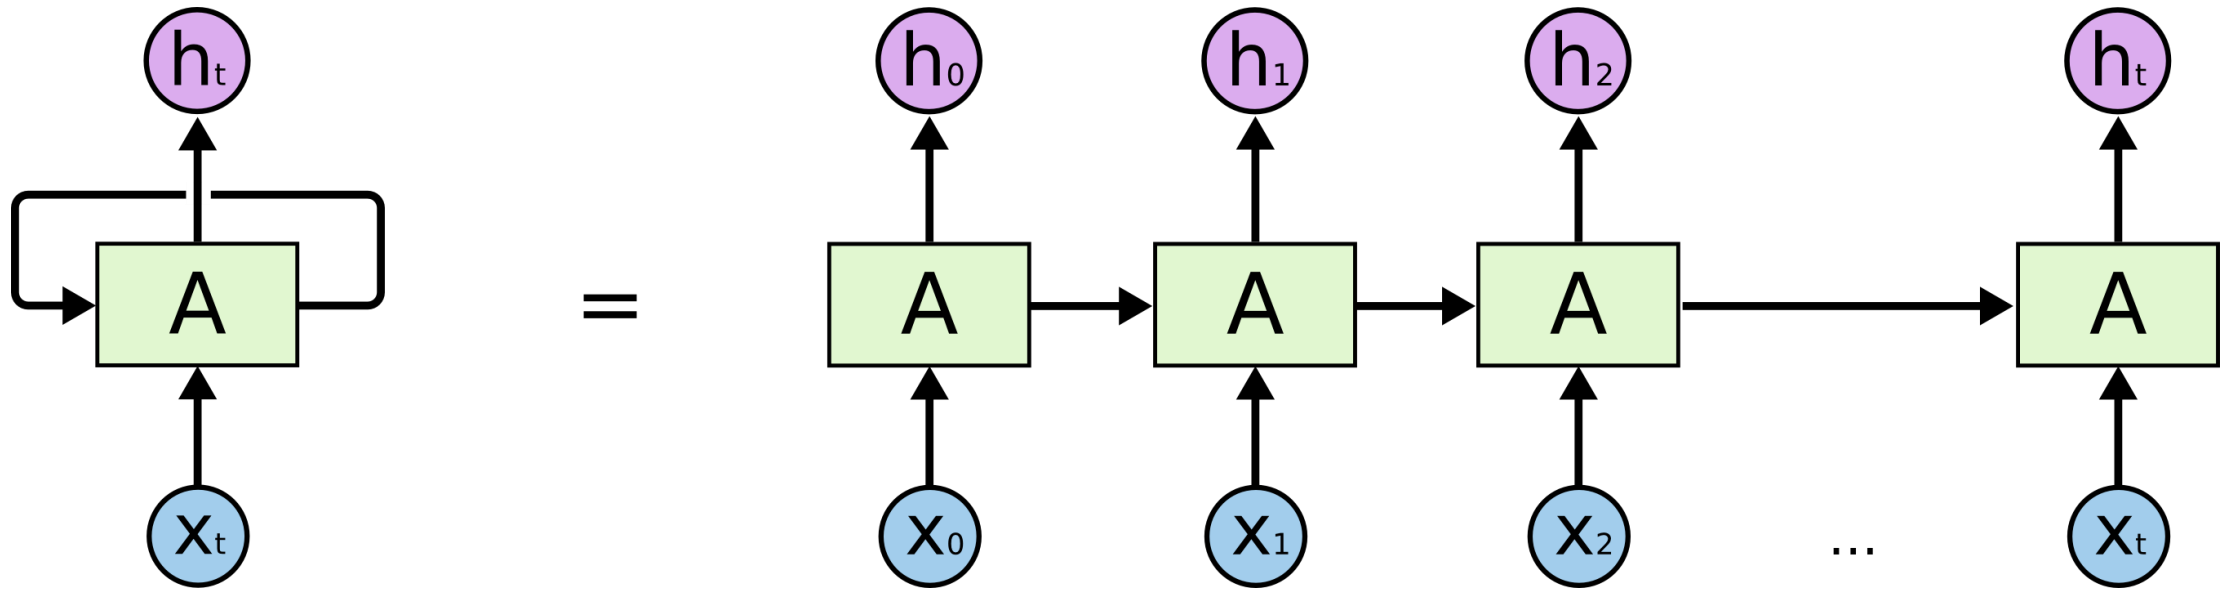 ht h0 h1 h2 ht
A = A A A A
xt x0 x1 x2 ... xt